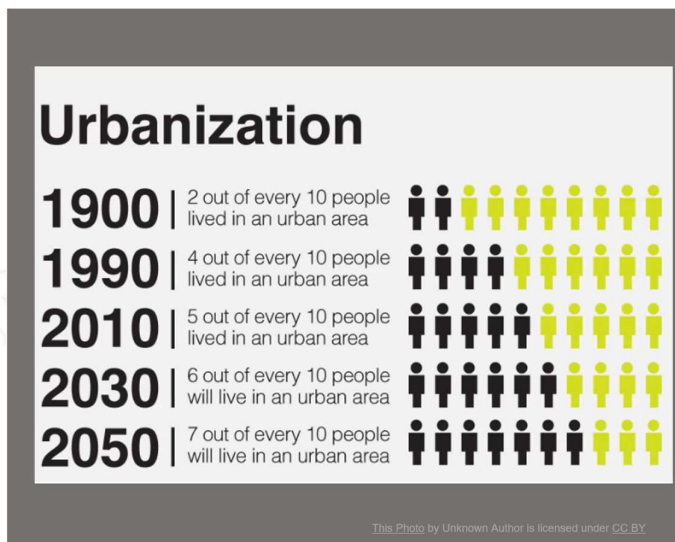 Urbanization
1900 | 2 out of every 10 people
lived in an urban area
1990 | 4 out of every 10 people
lived in an urban area
2010 | 5 out of every 10 people
lived in an urban area
2030 | 6 out of every 10 people
will live in an urban area
2050 | 7 out of every 10 people
will live in an urban area
This Photo by Unknown Author is licensed under CC BY